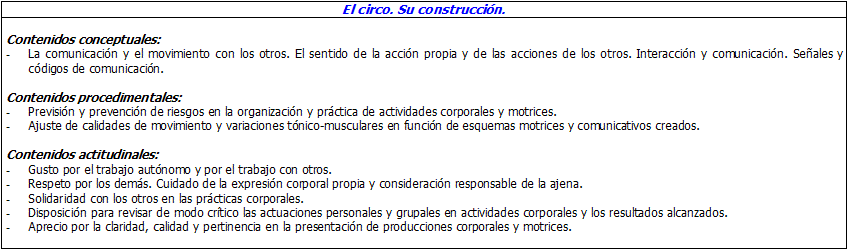 El circo. Su construcción.
Contenidos conceptuales:
- La comunicación y el movimiento con los otros. El sentido de la acción propia y de las acciones de los otros. Interacción y comunicación. Señales y
códigos de comunicación.
Contenidos procedimentales:
- Previsión y prevención de riesgos en la organización y práctica de actividades corporales y motrices.
- Ajuste de calidades de movimiento y variaciones tónico-musculares en función de esquemas motrices y comunicativos creados.
Contenidos actitudinales:
- Gusto por el trabajo autónomo y por el trabajo con otros.
- Respeto por los demás. Cuidado de la expresión corporal propia y consideración responsable de la ajena.
- Solidaridad con los otros en las prácticas corporales.
- Disposición para revisar de modo crítico las actuaciones personales y grupales en actividades corporales y los resultados alcanzados.
- Aprecio por la claridad, calidad y pertinencia en la presentación de producciones corporales y motrices.